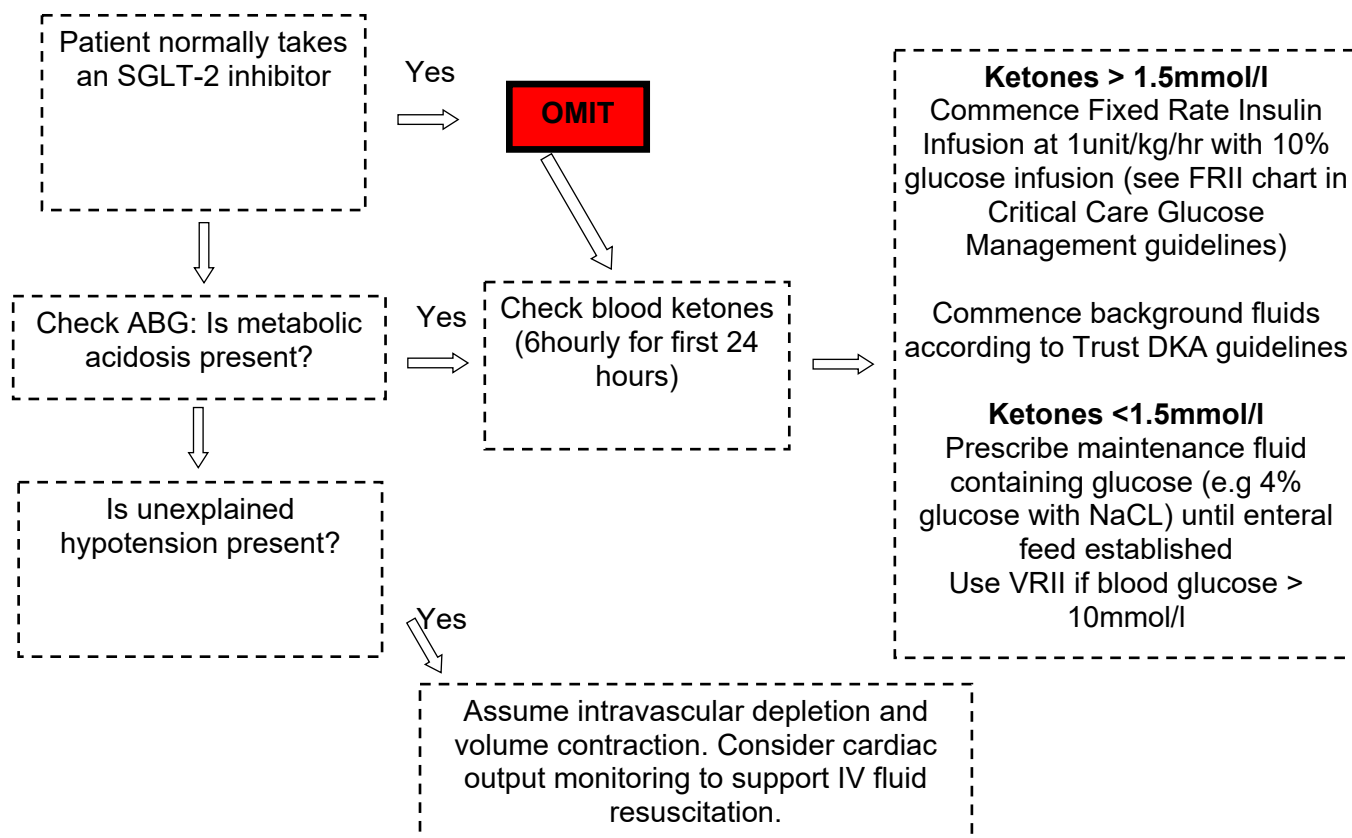 Patient normally takes
an SGLT-2 inhibitor
Yes
OMIT
Check ABG: Is metabolic
acidosis present?
Yes
Check blood ketones
(6hourly for first 24
hours)
Ketones > 1.5mmol/l
Commence Fixed Rate Insulin
Infusion at 1unit/kg/hr with 10%
glucose infusion (see FRII chart in
Critical Care Glucose
Management guidelines)
Commence background fluids
according to Trust DKA guidelines
Ketones <1.5mmol/l
Prescribe maintenance fluid
containing glucose (e.g 4%
glucose with NaCL) until enteral
feed established
Use VRII if blood glucose >
10mmol/l
Is unexplained
hypotension present?
Yes
Assume intravascular depletion and
volume contraction. Consider cardiac
output monitoring to support IV fluid
resuscitation.